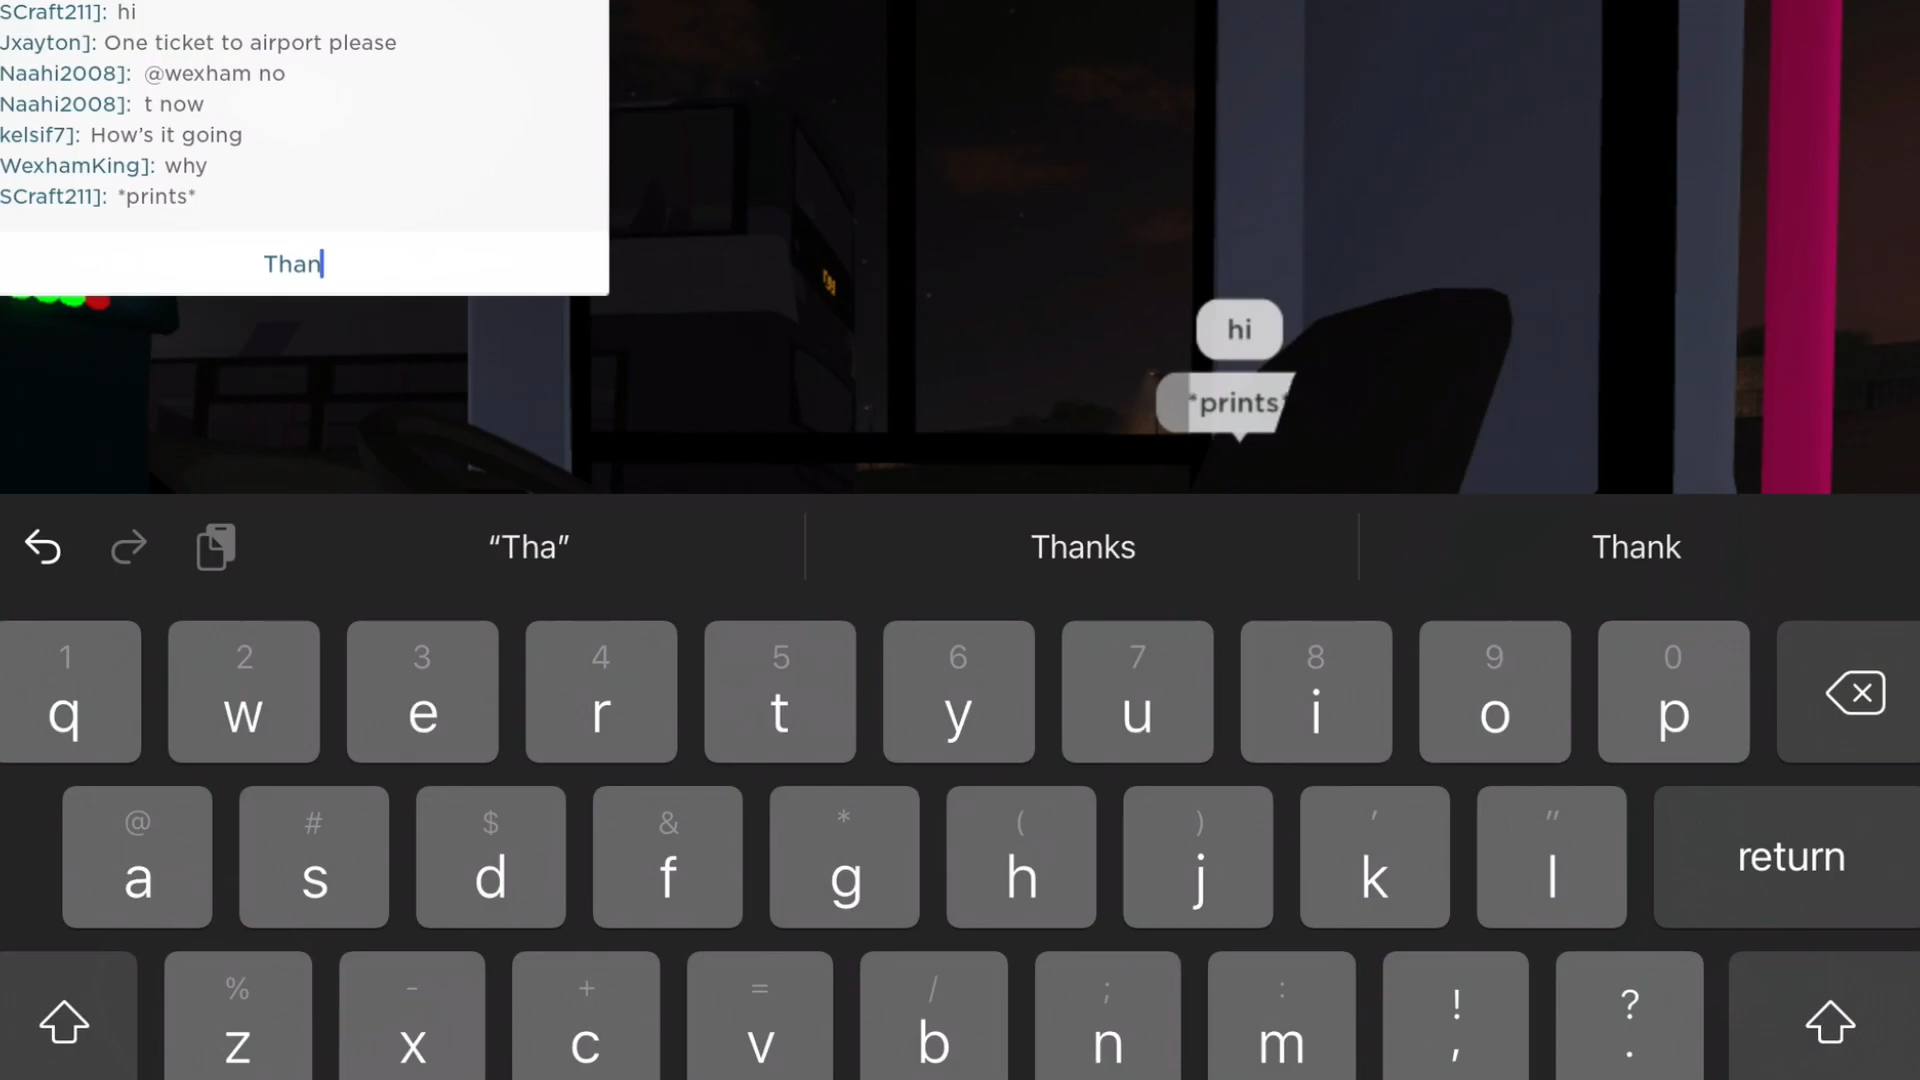 SCraft211]: hi
Jxayton]: One ticket to airport please
Naahi2008]: @wexham no
Naahi2008]: t now
kelsif7]: How’s it going
WexhamKing]: why
SCraft211]: *prints*
Than
hi
*prints*
“Tha” Thanks Thank
1 2 3 4 5 6 7 8 9 0
q w e r t y u i o p
@ # $ & * ( ) ' "
a s d f g h j k l return
% - + = / ; : ! ?
z x c v b n m , .